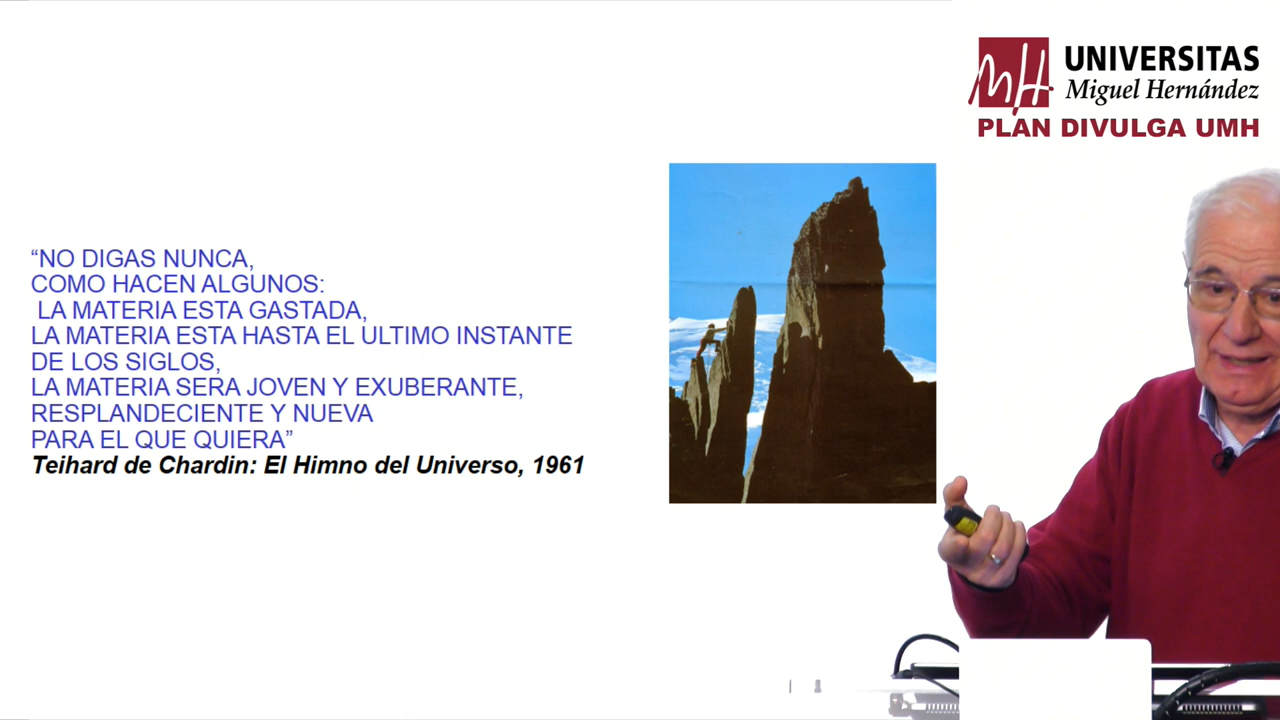 UNIVERSITAS
Miguel Hernández
PLAN DIVULGA UMH
“NO DIGAS NUNCA,
COMO HACEN ALGUNOS:
LA MATERIA ESTA GASTADA,
LA MATERIA ESTA HASTA EL ULTIMO INSTANTE
DE LOS SIGLOS,
LA MATERIA SERA JOVEN Y EXUBERANTE,
RESPLANDECIENTE Y NUEVA
PARA EL QUE QUIERA”
Teihard de Chardin: El Himno del Universo, 1961